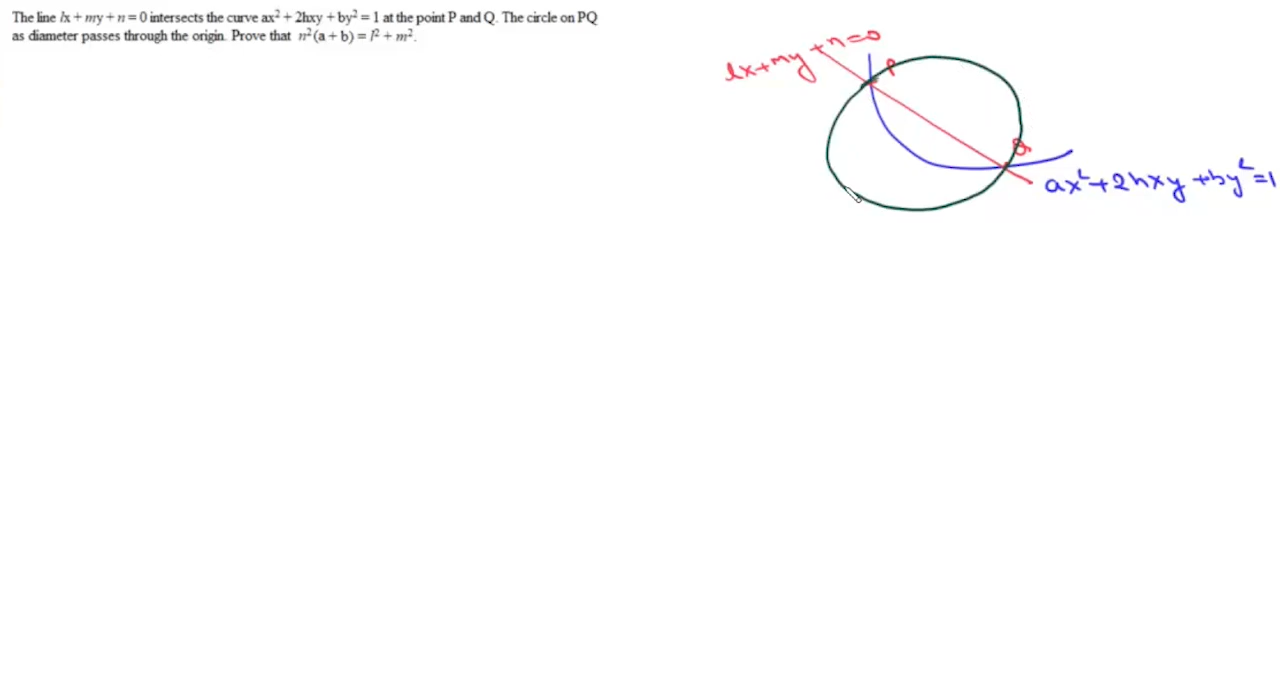 The line lx + my + n = 0 intersects the curve ax² + 2hxy + by² = 1 at the point P and Q. The circle on PQ
as diameter passes through the origin. Prove that n²(a + b) = l² + m².
lx+my+n=0
P
Q
ax²+2hxy+by²=1